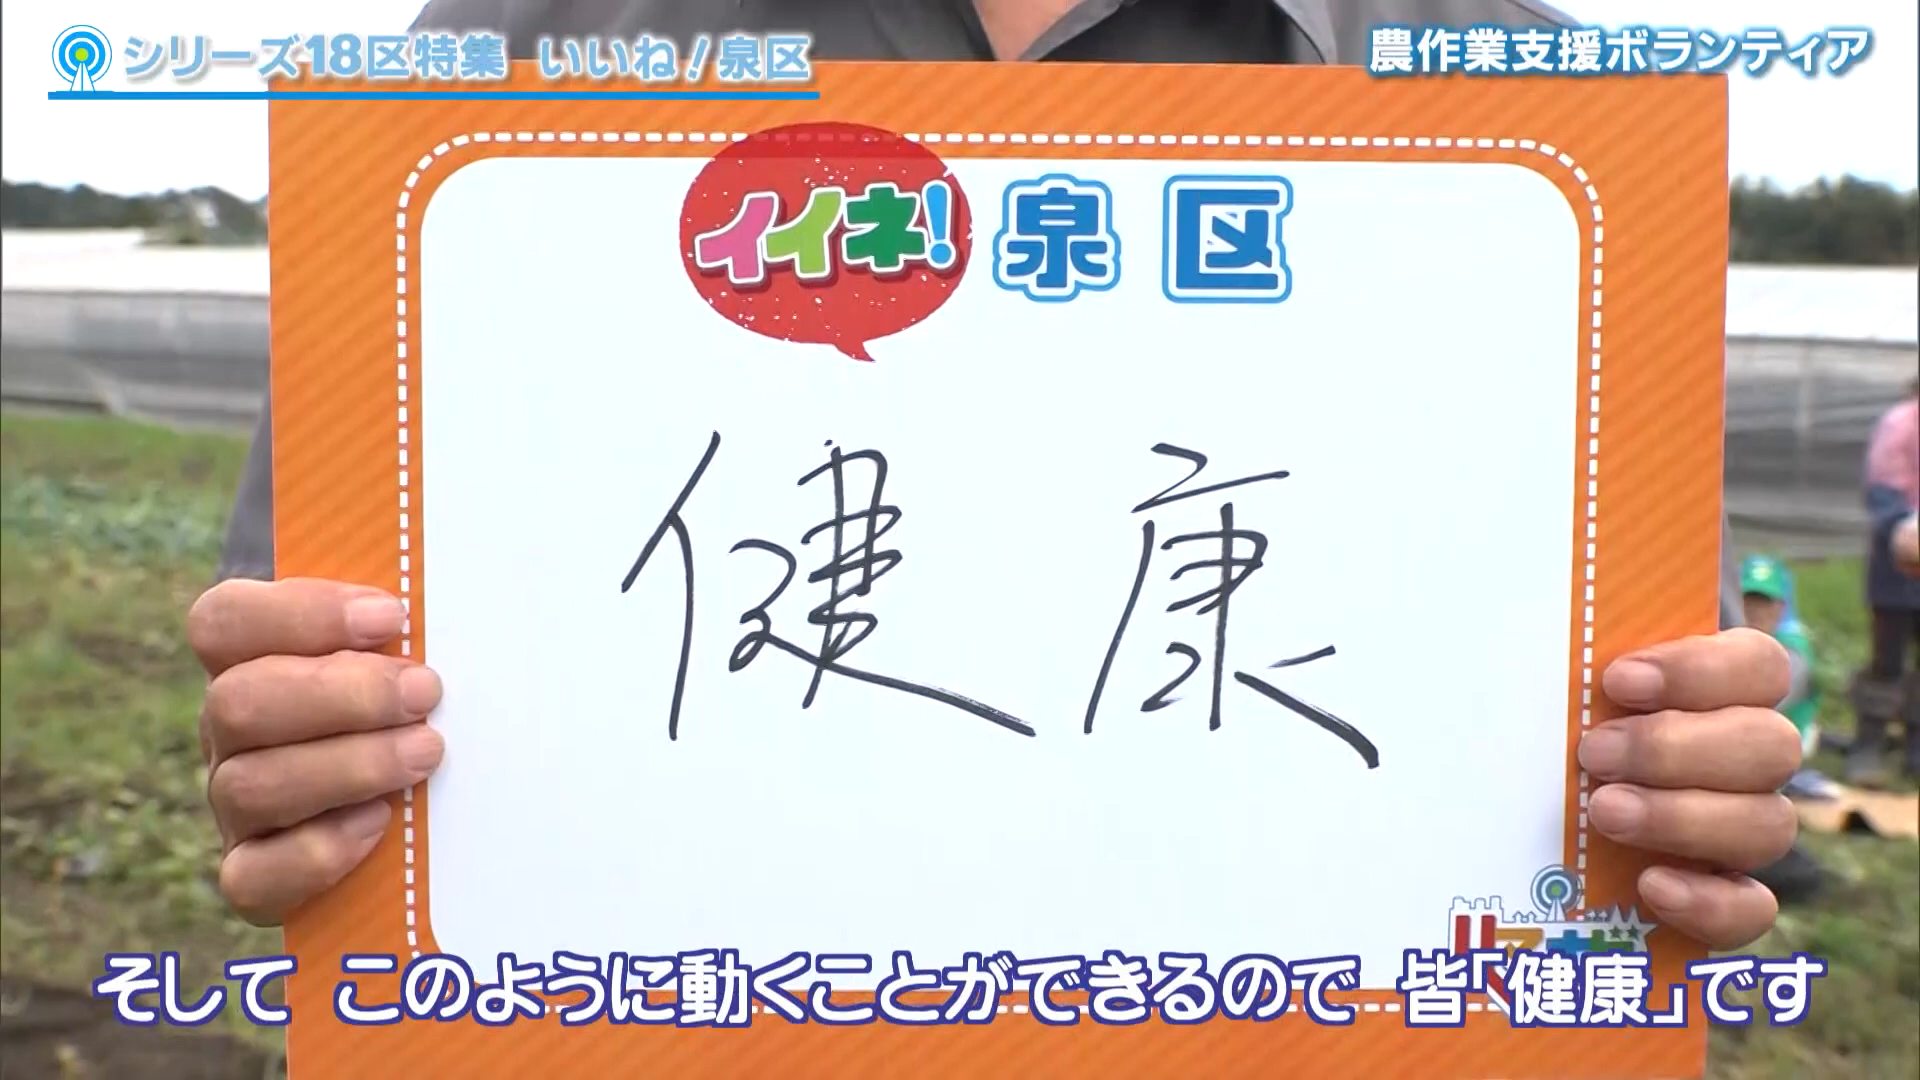 シリーズ18区特集 いいね！泉区
農作業支援ボランティア
イイネ! 泉区
健康
そして このように動くことができるので 皆「健康」です